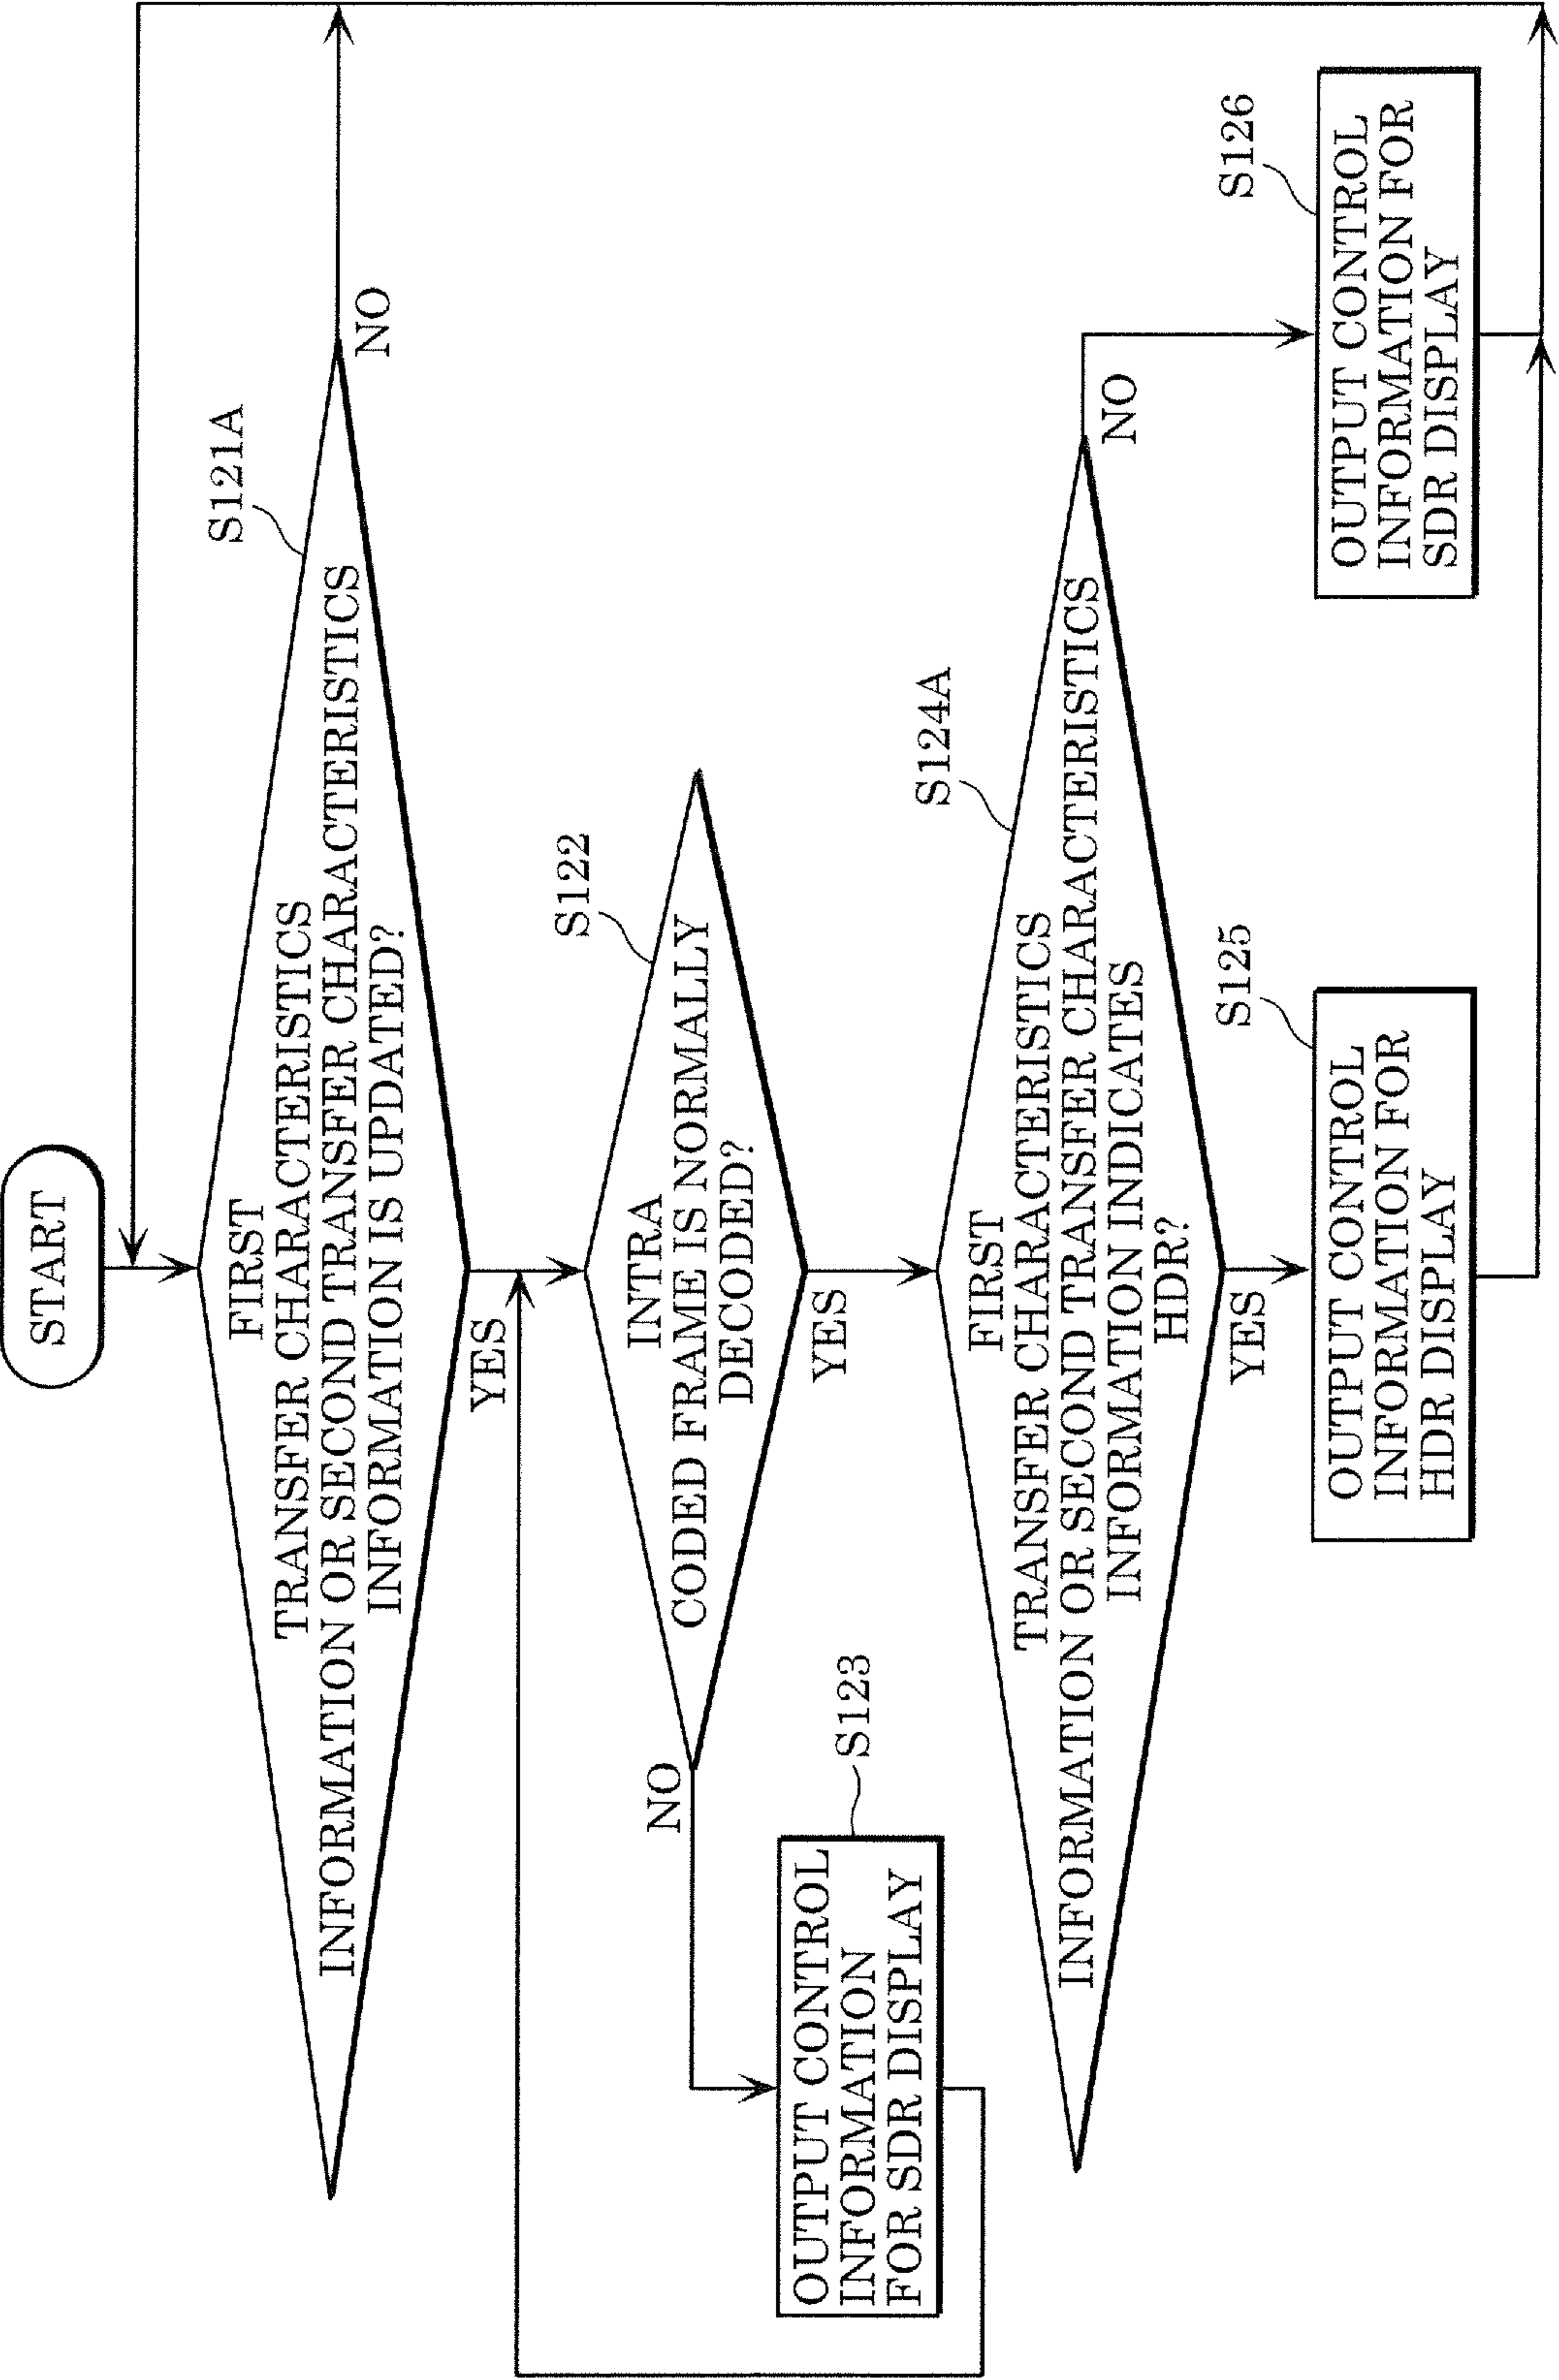 START
S121A
FIRST
TRANSFER CHARACTERISTICS
INFORMATION OR SECOND TRANSFER CHARACTERISTICS
INFORMATION IS UPDATED?
NO
YES
S122
INTRA
CODED FRAME IS NORMALLY
DECODED?
NO
YES
S123
OUTPUT CONTROL
INFORMATION
FOR SDR DISPLAY
S124A
FIRST
TRANSFER CHARACTERISTICS
INFORMATION OR SECOND TRANSFER CHARACTERISTICS
INFORMATION INDICATES
HDR?
NO
YES
S125
OUTPUT CONTROL
INFORMATION FOR
HDR DISPLAY
S126
OUTPUT CONTROL
INFORMATION FOR
SDR DISPLAY